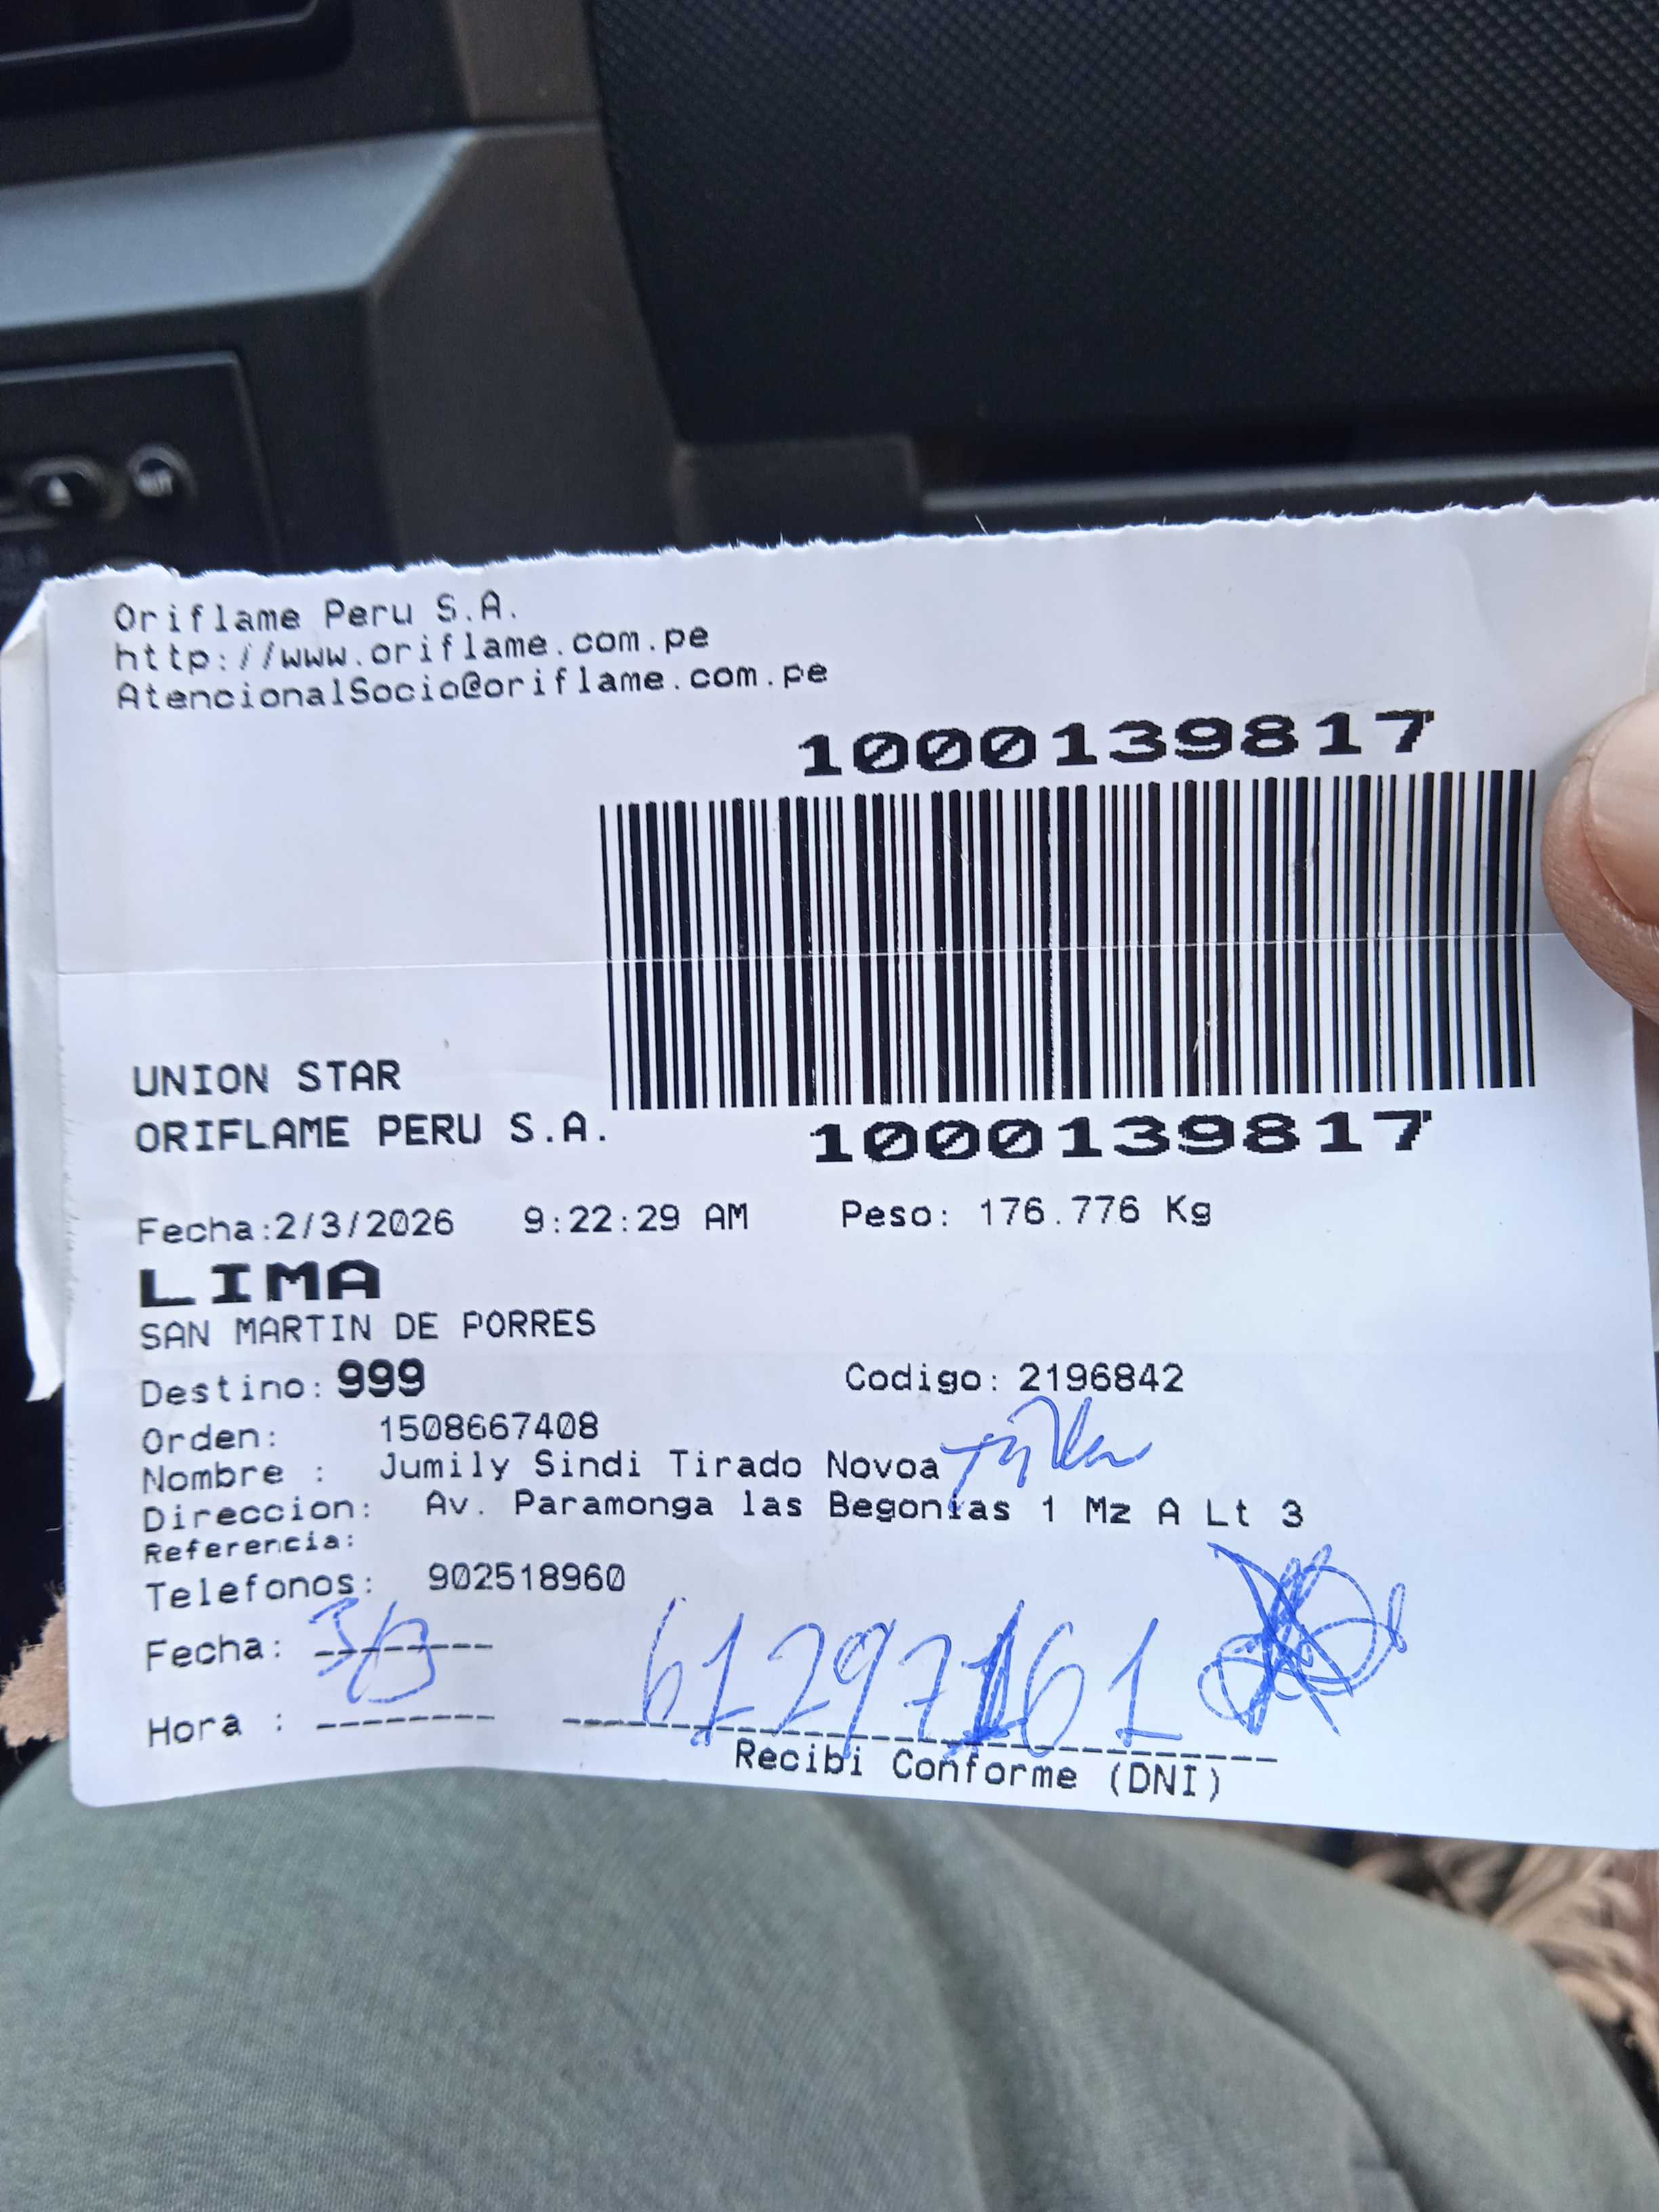 Oriflame Peru S.A.
http://www.oriflame.com.pe
AtencionalSocio@oriflame.com.pe
1000139817
UNION STAR
ORIFLAME PERU S.A.
1000139817
Fecha:2/3/2026 9:22:29 AM Peso: 176.776 Kg
LIMA
SAN MARTIN DE PORRES
Destino: 999 Codigo: 2196842
Orden: 1508667408
Nombre : Jumily Sindi Tirado Novoa
Direccion: Av. Paramonga las Begonias 1 Mz A Lt 3
Referencia:
Telefonos: 902518960
Fecha: 3/3
Hora :
61297161
Recibi Conforme (DNI)